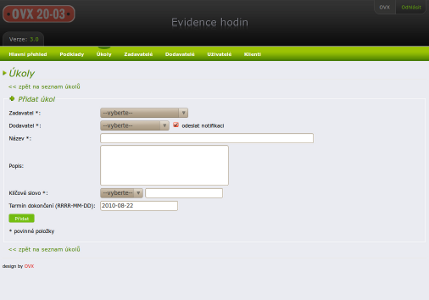 OVX 20-03
OVX
Odhlásit
Evidence hodin
Verze: 3.8
Hlavní přehled Podklady Úkoly Zadavatelé Dodavatelé Uživatelé Klienti
Úkoly
<< zpět na seznam úkolů
Přidat úkol
Zadavatel *: --vyberte--
Dodavatel *: --vyberte-- odeslat notifikaci
Název *:
Popis:
Klíčové slovo *: --vyberte--
Termín dokončení (RRRR-MM-DD): 2010-08-22
Přidat
* povinné položky
<< zpět na seznam úkolů
design by OVX